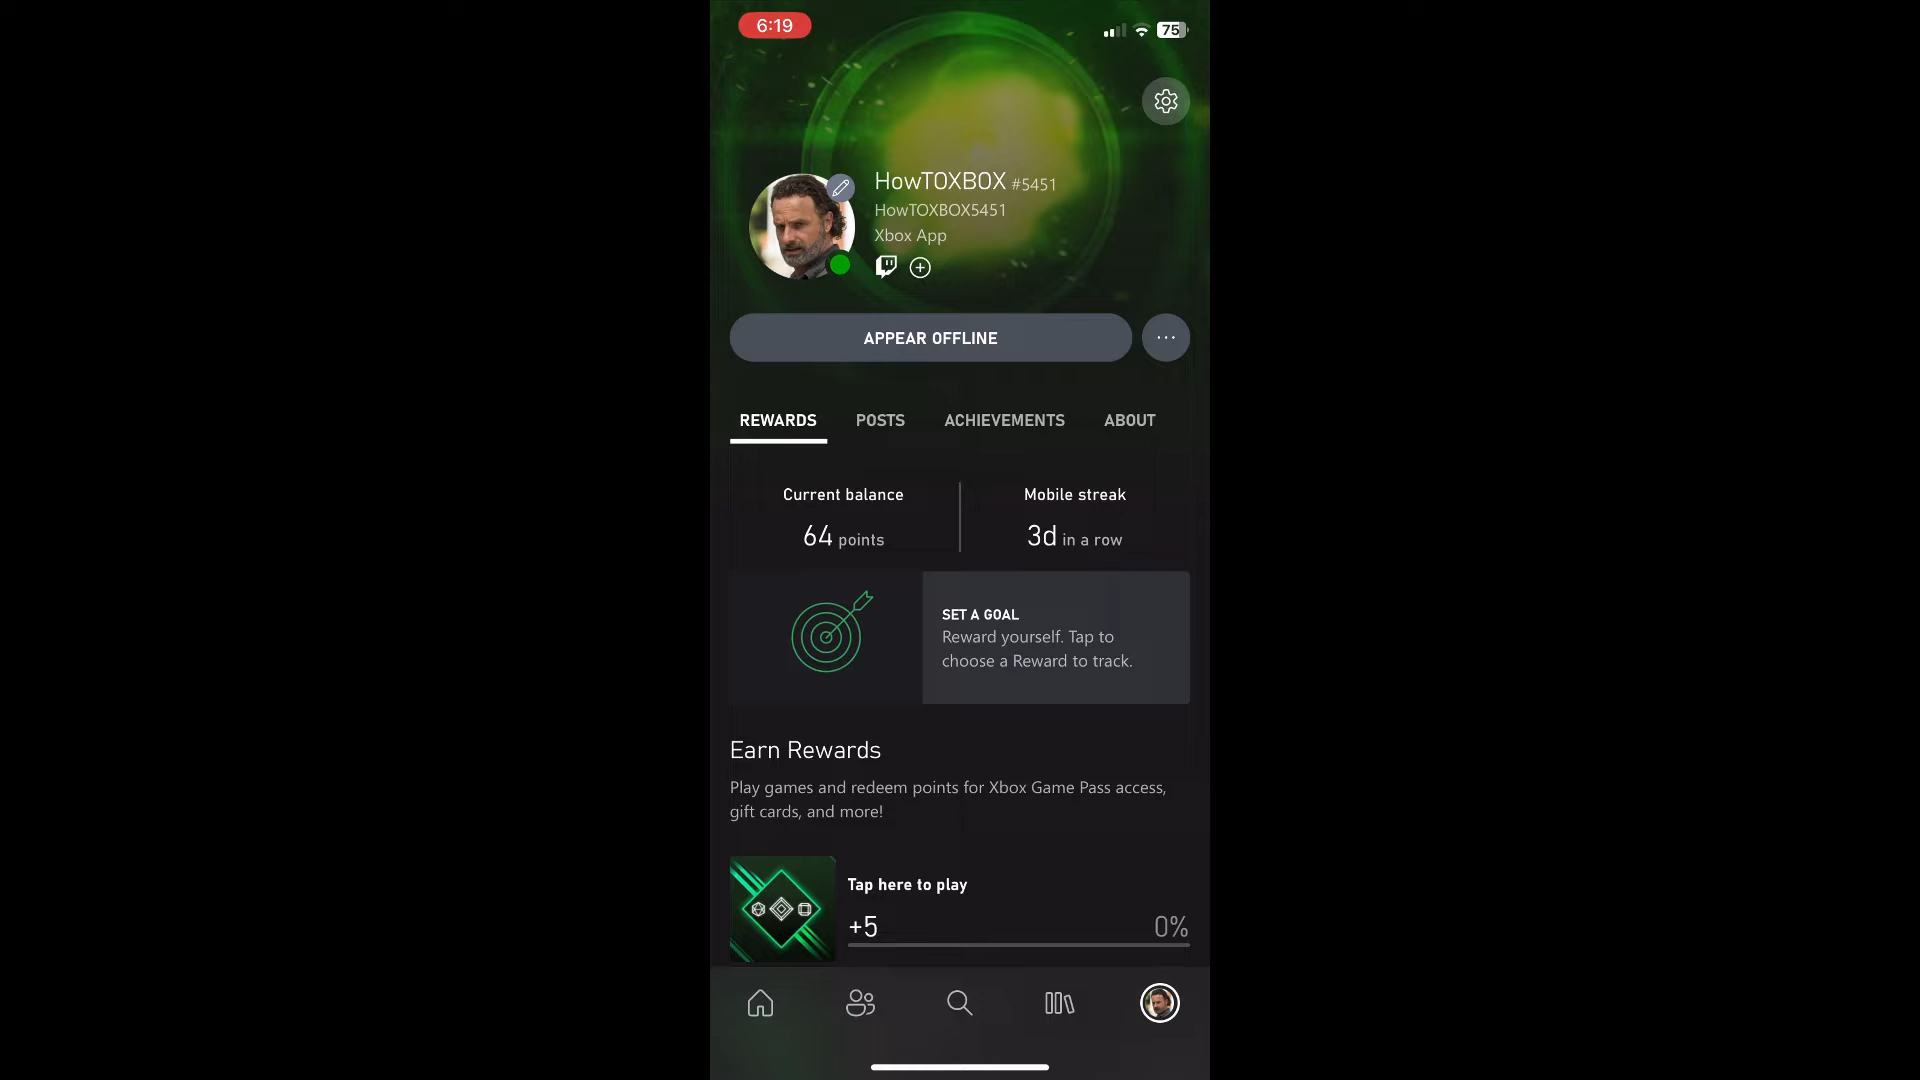 6:19
75
HowTOXBOX #5451
HowTOXBOX5451
Xbox App
APPEAR OFFLINE
REWARDS POSTS ACHIEVEMENTS ABOUT
Current balance
64 points
Mobile streak
3d in a row
SET A GOAL
Reward yourself. Tap to
choose a Reward to track.
Earn Rewards
Play games and redeem points for Xbox Game Pass access,
gift cards, and more!
Tap here to play
+5 0%